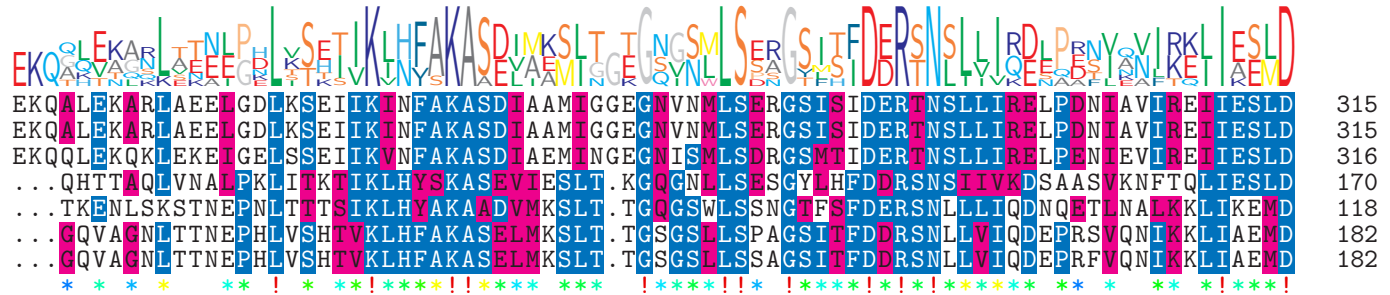 EKQALEKARLAEELGDLKSEIIKINFAKASDIAAMIGGEGNVNMLSERGSISIDERTNSLLIRELPDNIAVIREIIESLD 315
EKQALEKARLAEELGDLKSEIIKINFAKASDIAAMIGGEGNVNMLSERGSISIDERTNSLLIRELPDNIAVIREIIESLD 315
EKQQLEKQKLEKEIGELSSEIIKVNFAKASDIAEMINGEGNISMLSDRGSMTIDERTNSLLIRELPENIEVIREIIESLD 316
...QHTTAQLVNALPKLITKTIKLHYSKASEVIESLT.KGQGNLLSESGYLHFDDRSNSIIVKDSAASVKNFTQLIESLD 170
...TKENLSKSTNEPNLTTTSIKLHYAKAADVMKSLT.TGQGSWLSSNGTFSFDERSNLLLIQDNQETLNALKKLIKEMD 118
...GQVAGNLTTNEPHLVSHTVKLHFAKASELMKSLT.TGSGSLLSPAGSITFDDRSNLLVIQDEPRSVQNIKKLIAEMD 182
...GQVAGNLTTNEPHLVSHTVKLHFAKASELMKSLT.TGSGSLLSSAGSITFDDRSNLLVIQDEPRFVQNIKKLIAEMD 182
* * * * ** ! * **!****!!**** *** !****!!* !****!*!*!****** ** * *****!***!